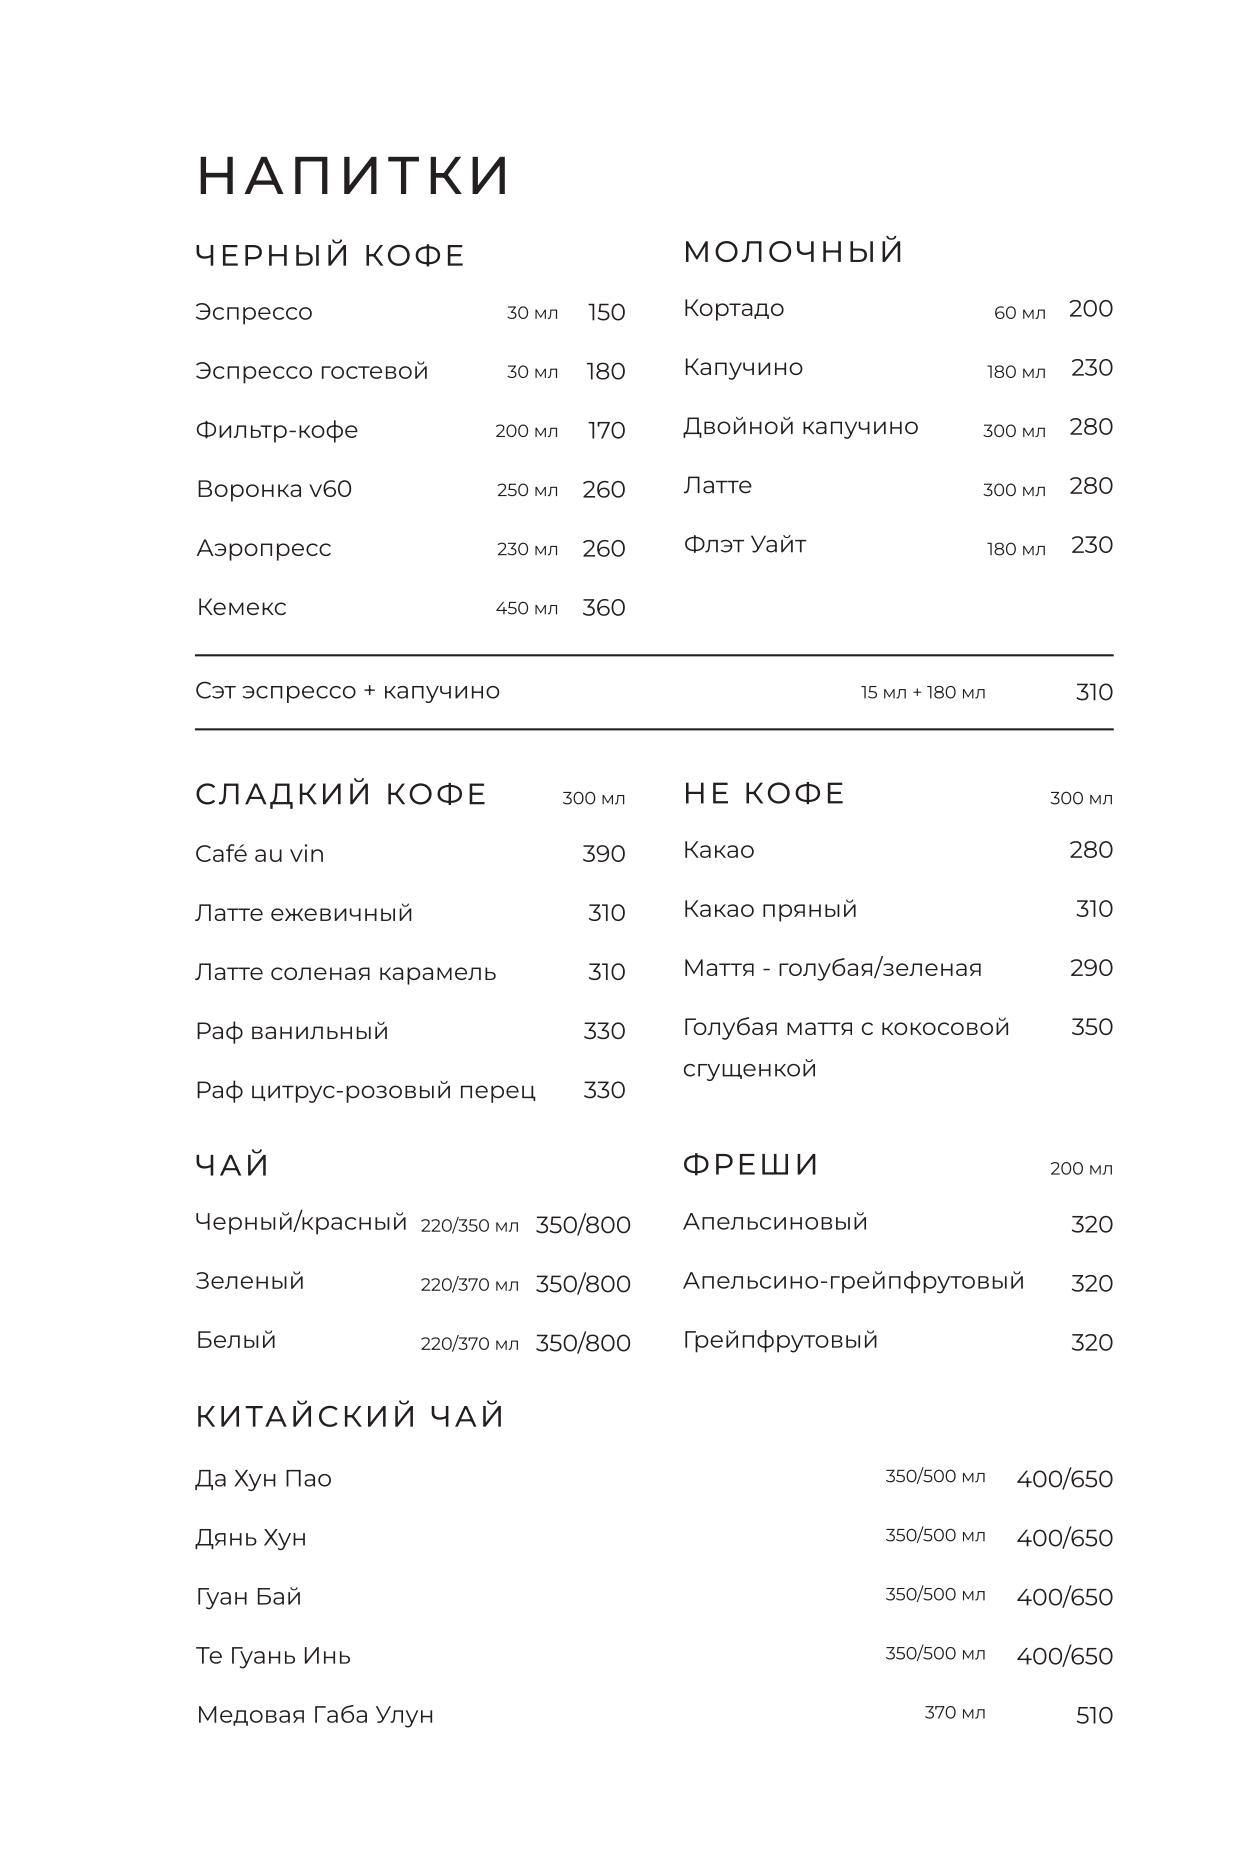 НАПИТКИ
ЧЕРНЫЙ КОФЕ
Эспрессо 30 мл 150
Эспрессо гостевой 30 мл 180
Фильтр-кофе 200 мл 170
Воронка v60 250 мл 260
Аэропресс 230 мл 260
Кемекс 450 мл 360
МОЛОЧНЫЙ
Кортадо 60 мл 200
Капучино 180 мл 230
Двойной капучино 300 мл 280
Латте 300 мл 280
Флэт Уайт 180 мл 230
Сэт эспрессо + капучино 15 мл + 180 мл 310
СЛАДКИЙ КОФЕ 300 мл
Café au vin 390
Латте ежевичный 310
Латте соленая карамель 310
Раф ванильный 330
Раф цитрус-розовый перец 330
НЕ КОФЕ 300 мл
Какао 280
Какао пряный 310
Маття - голубая/зеленая 290
Голубая маття с кокосовой 350
сгущенкой
ЧАЙ
Черный/красный 220/350 мл 350/800
Зеленый 220/370 мл 350/800
Белый 220/370 мл 350/800
ФРЕШИ 200 мл
Апельсиновый 320
Апельсино-грейпфрутовый 320
Грейпфрутовый 320
КИТАЙСКИЙ ЧАЙ
Да Хун Пао 350/500 мл 400/650
Дянь Хун 350/500 мл 400/650
Гуан Бай 350/500 мл 400/650
Те Гуань Инь 350/500 мл 400/650
Медовая Габа Улун 370 мл 510